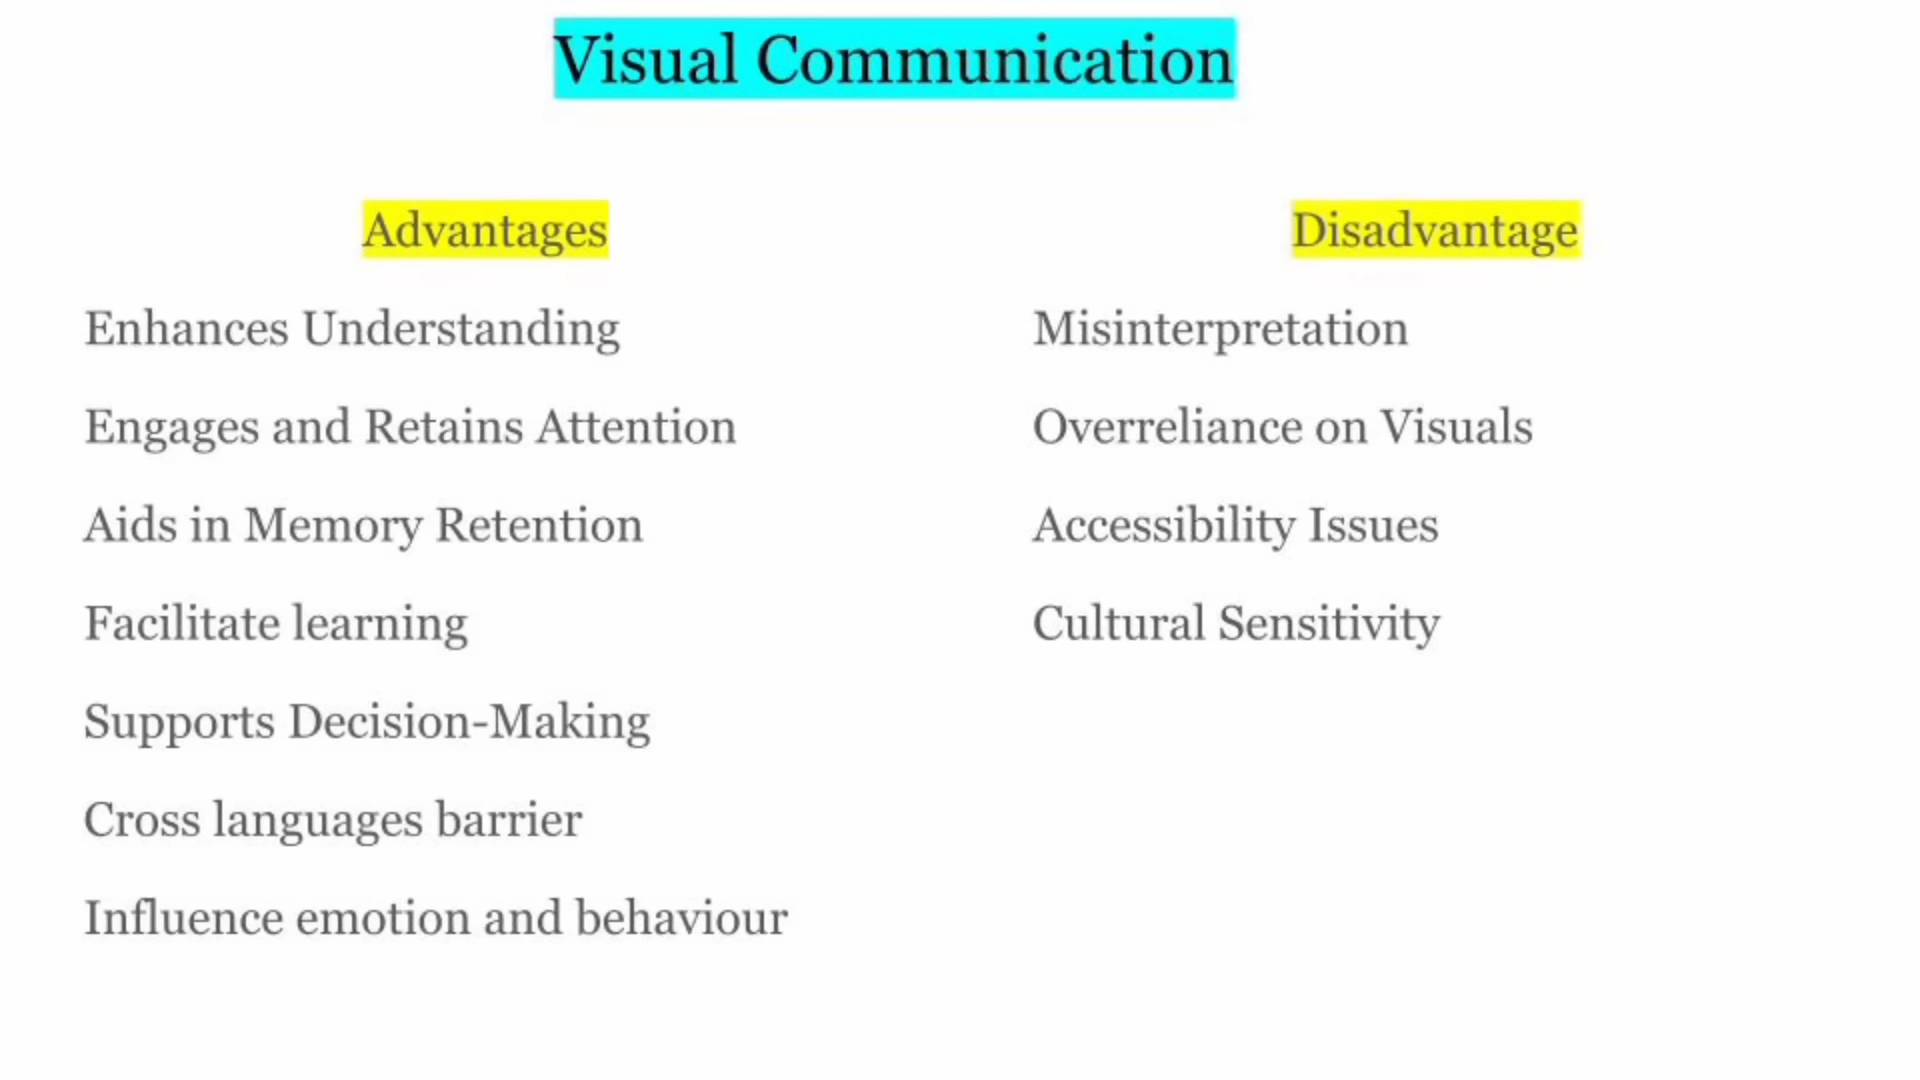 Visual Communication
Advantages
Enhances Understanding
Engages and Retains Attention
Aids in Memory Retention
Facilitate learning
Supports Decision-Making
Cross languages barrier
Influence emotion and behaviour
Disadvantage
Misinterpretation
Overreliance on Visuals
Accessibility Issues
Cultural Sensitivity